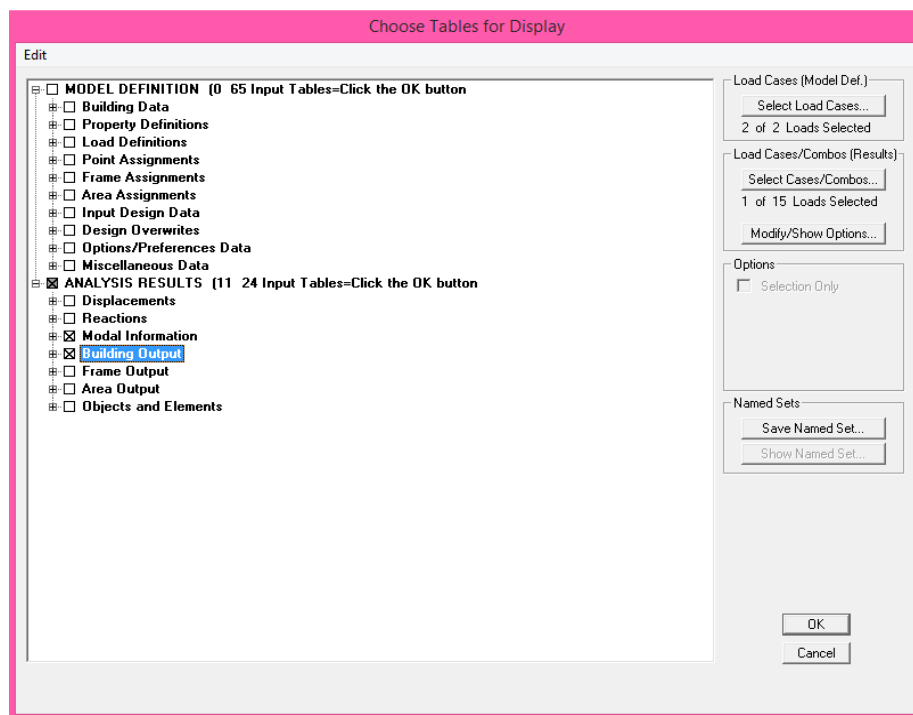 Choose Tables for Display
Edit
MODEL DEFINITION (0 65 Input Tables=Click the OK button
Building Data
Property Definitions
Load Definitions
Point Assignments
Frame Assignments
Area Assignments
Input Design Data
Design Overwrites
Options/Preferences Data
Miscellaneous Data
ANALYSIS RESULTS (11 24 Input Tables=Click the OK button
Displacements
Reactions
Modal Information
Building Output
Frame Output
Area Output
Objects and Elements
Load Cases (Model Def.)
Select Load Cases...
2 of 2 Loads Selected
Load Cases/Combos (Results)
Select Cases/Combos...
1 of 15 Loads Selected
Modify/Show Options...
Options
Selection Only
Named Sets
Save Named Set...
Show Named Set...
OK
Cancel